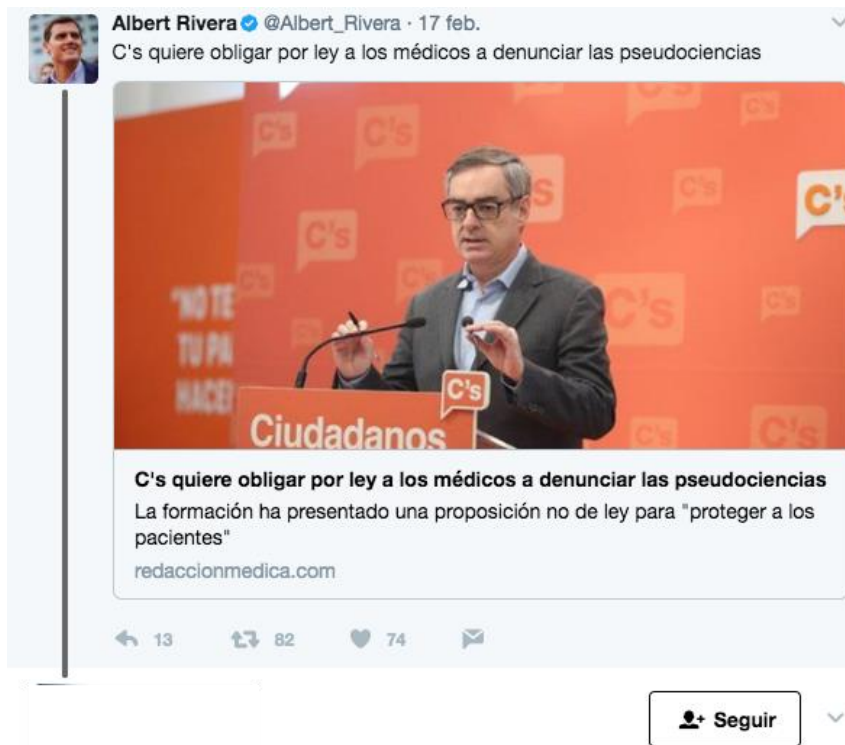 Albert Rivera @Albert_Rivera · 17 feb.
C's quiere obligar por ley a los médicos a denunciar las pseudociencias
C's
C's
C's
C's
C's
C's
C's
C's
C's
C's
"NO TE
TU PA
HACE
C's
Ciudadanos
C's
C's
C's quiere obligar por ley a los médicos a denunciar las pseudociencias
La formación ha presentado una proposición no de ley para "proteger a los
pacientes"
redaccionmedica.com
13 82 74
Seguir